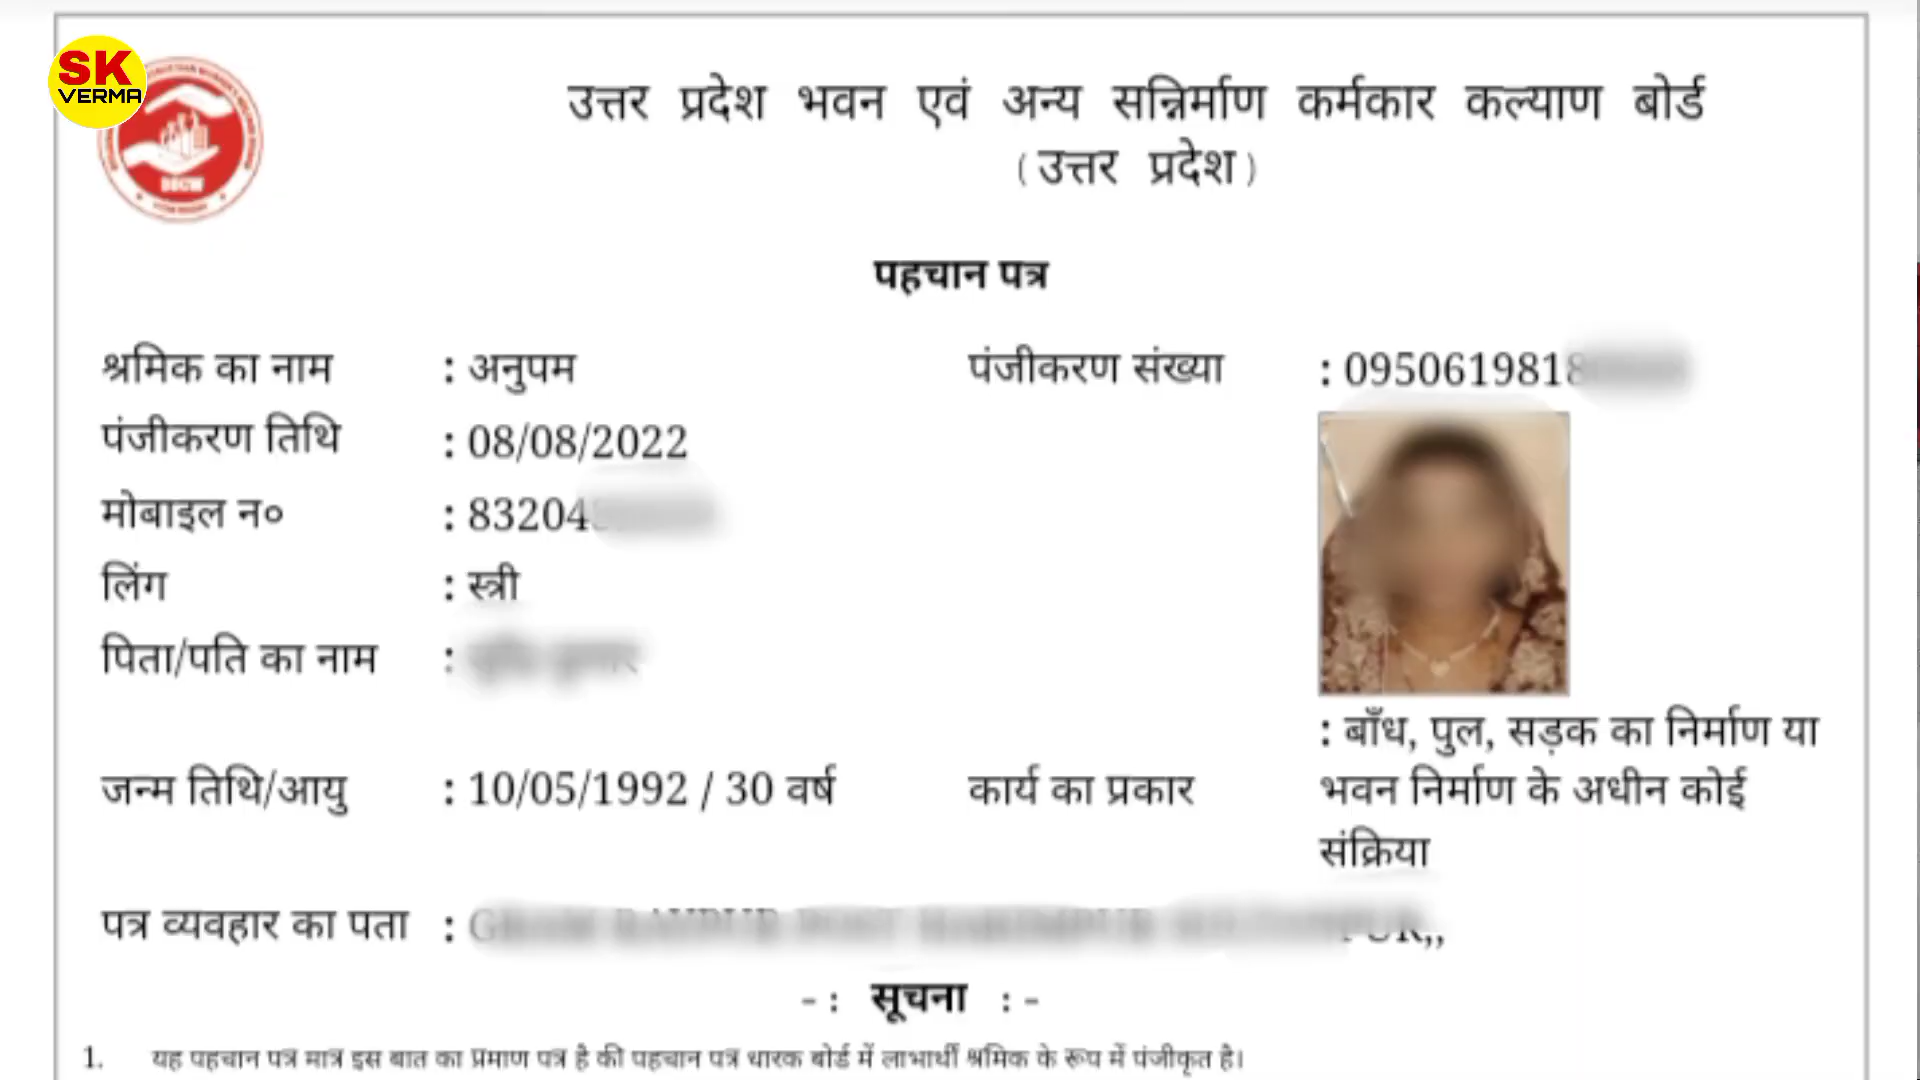 SK
VERMA
उत्तर प्रदेश भवन एवं अन्य सन्निर्माण कर्मकार कल्याण बोर्ड
(उत्तर प्रदेश)
पहचान पत्र
श्रमिक का नाम : अनुपम पंजीकरण संख्या : 0950619818
पंजीकरण तिथि : 08/08/2022
मोबाइल न० : 83204
लिंग : स्त्री
पिता/पति का नाम :
: बाँध, पुल, सड़क का निर्माण या
जन्म तिथि/आयु : 10/05/1992 / 30 वर्ष कार्य का प्रकार भवन निर्माण के अधीन कोई
संक्रिया
पत्र व्यवहार का पता :
-: सूचना :-
1. यह पहचान पत्र मात्र इस बात का प्रमाण पत्र है की पहचान पत्र धारक बोर्ड में लाभार्थी श्रमिक के रूप में पंजीकृत है।